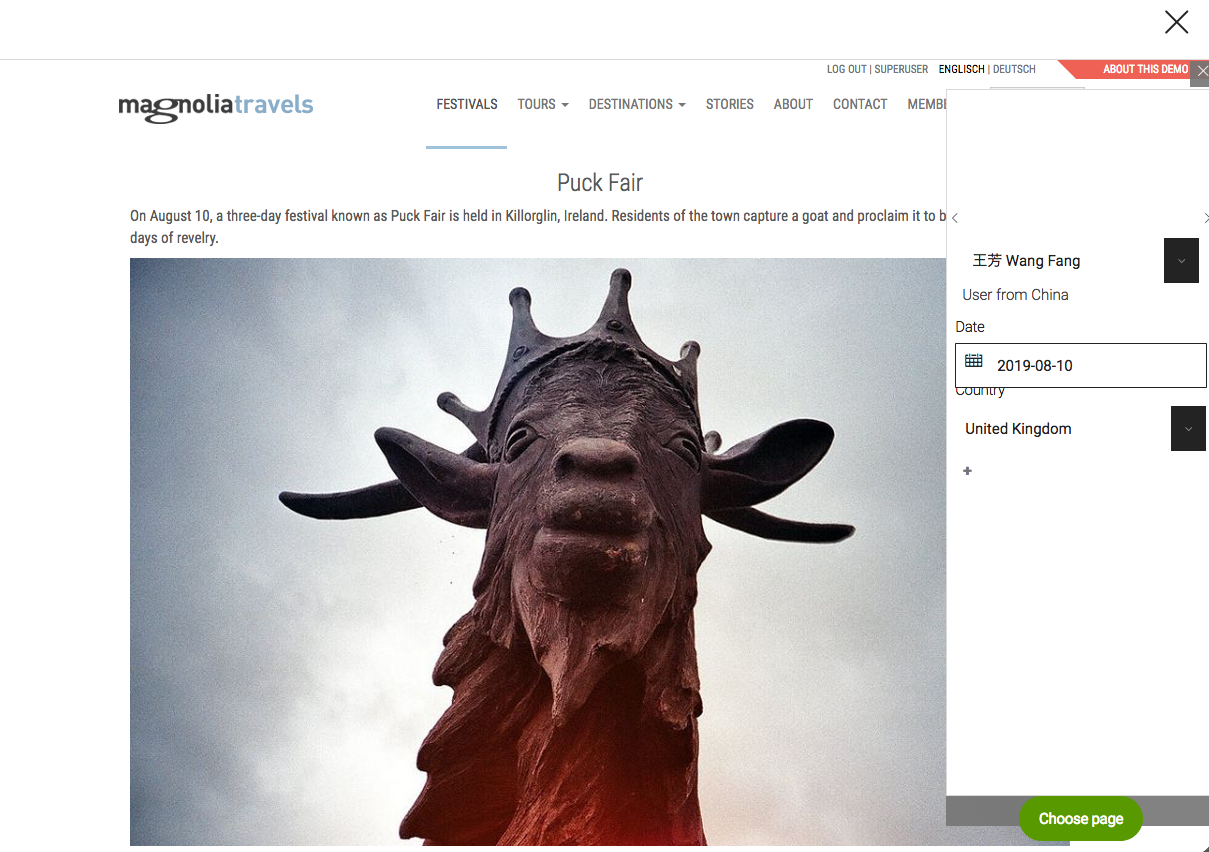 LOG OUT | SUPERUSER ENGLISCH | DEUTSCH ABOUT THIS DEMO
magnoliatravels
FESTIVALS TOURS DESTINATIONS STORIES ABOUT CONTACT
Puck Fair
On August 10, a three-day festival known as Puck Fair is held in Killorglin, Ireland. Residents of the town capture a goat and proclaim it to
days of revelry.
王芳 Wang Fang
User from China
Date
2019-08-10
Country
United Kingdom
+
Choose page